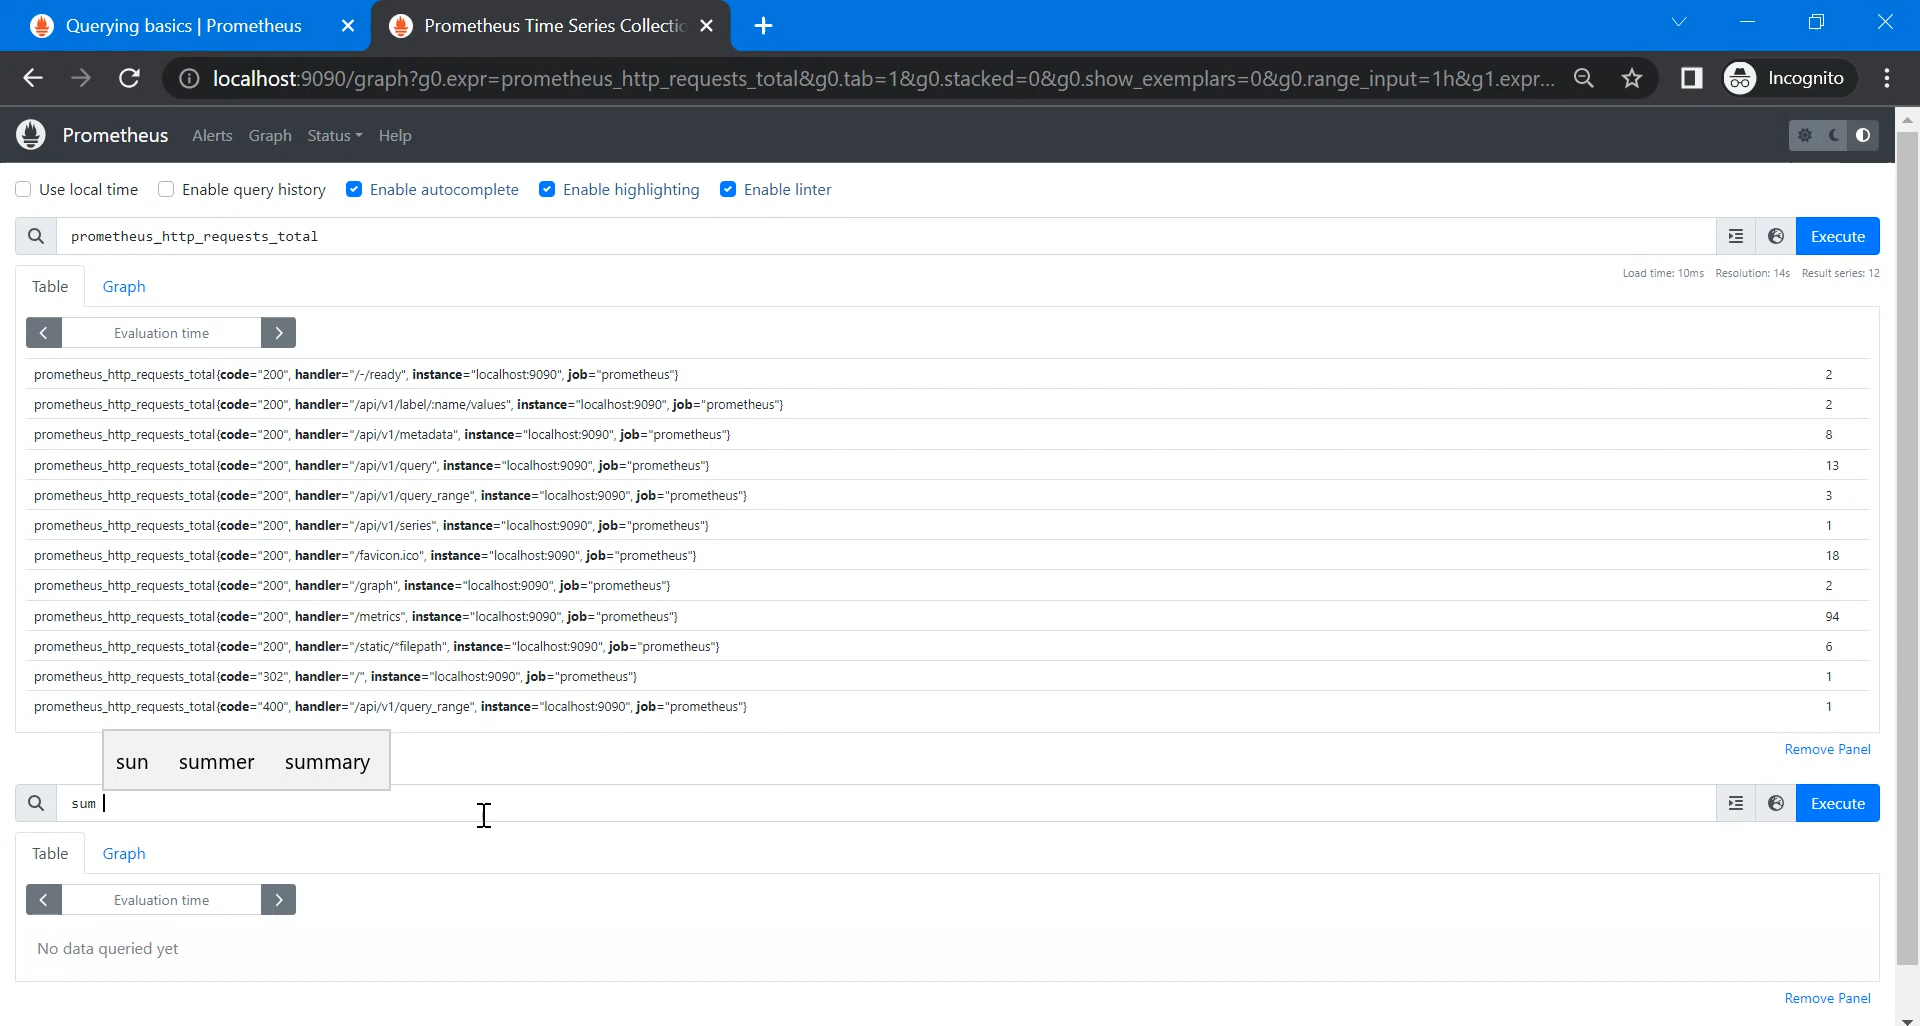 Querying basics | Prometheus
Prometheus Time Series Collectio
localhost:9090/graph?g0.expr=prometheus_http_requests_total&g0.tab=1&g0.stacked=0&g0.show_exemplars=0&g0.range_input=1h&g1.expr...
Incognito
Prometheus Alerts Graph Status Help
Use local time Enable query history Enable autocomplete Enable highlighting Enable linter
prometheus_http_requests_total
Execute
Table Graph
Load time: 10ms Resolution: 14s Result series: 12
Evaluation time
prometheus_http_requests_total{code="200", handler="/-/ready", instance="localhost:9090", job="prometheus"} 2
prometheus_http_requests_total{code="200", handler="/api/v1/label/:name/values", instance="localhost:9090", job="prometheus"} 2
prometheus_http_requests_total{code="200", handler="/api/v1/metadata", instance="localhost:9090", job="prometheus"} 8
prometheus_http_requests_total{code="200", handler="/api/v1/query", instance="localhost:9090", job="prometheus"} 13
prometheus_http_requests_total{code="200", handler="/api/v1/query_range", instance="localhost:9090", job="prometheus"} 3
prometheus_http_requests_total{code="200", handler="/api/v1/series", instance="localhost:9090", job="prometheus"} 1
prometheus_http_requests_total{code="200", handler="/favicon.ico", instance="localhost:9090", job="prometheus"} 18
prometheus_http_requests_total{code="200", handler="/graph", instance="localhost:9090", job="prometheus"} 2
prometheus_http_requests_total{code="200", handler="/metrics", instance="localhost:9090", job="prometheus"} 94
prometheus_http_requests_total{code="200", handler="/static/*filepath", instance="localhost:9090", job="prometheus"} 6
prometheus_http_requests_total{code="302", handler="/", instance="localhost:9090", job="prometheus"} 1
prometheus_http_requests_total{code="400", handler="/api/v1/query_range", instance="localhost:9090", job="prometheus"} 1
Remove Panel
sun summer summary
sum
Execute
Table Graph
Evaluation time
No data queried yet
Remove Panel